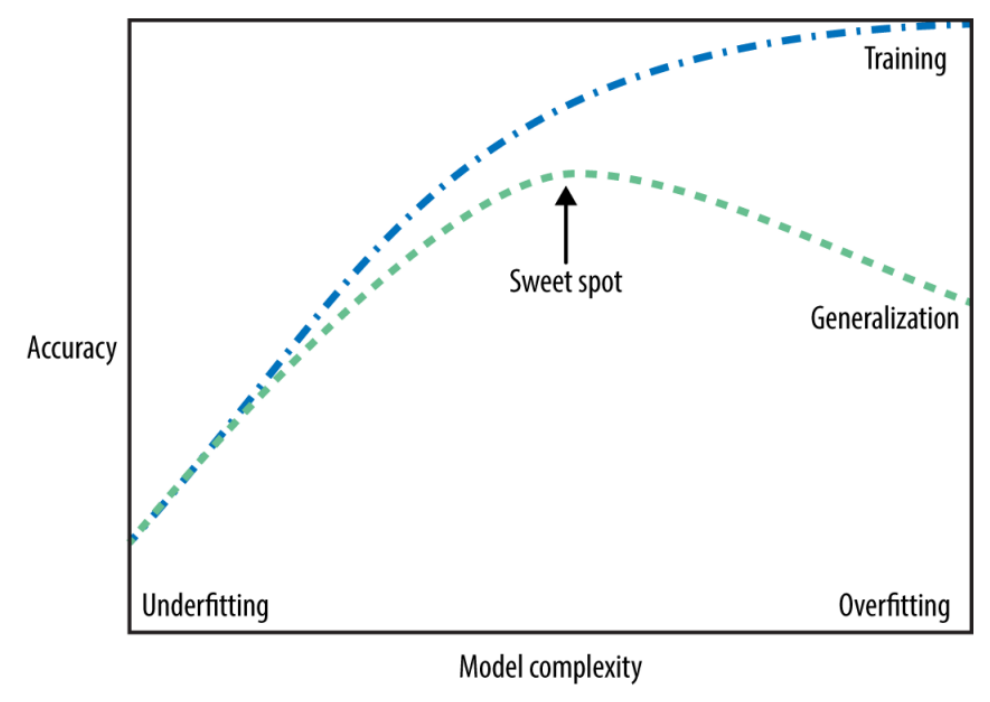 Training
Sweet spot
Generalization
Accuracy
Underfitting
Overfitting
Model complexity